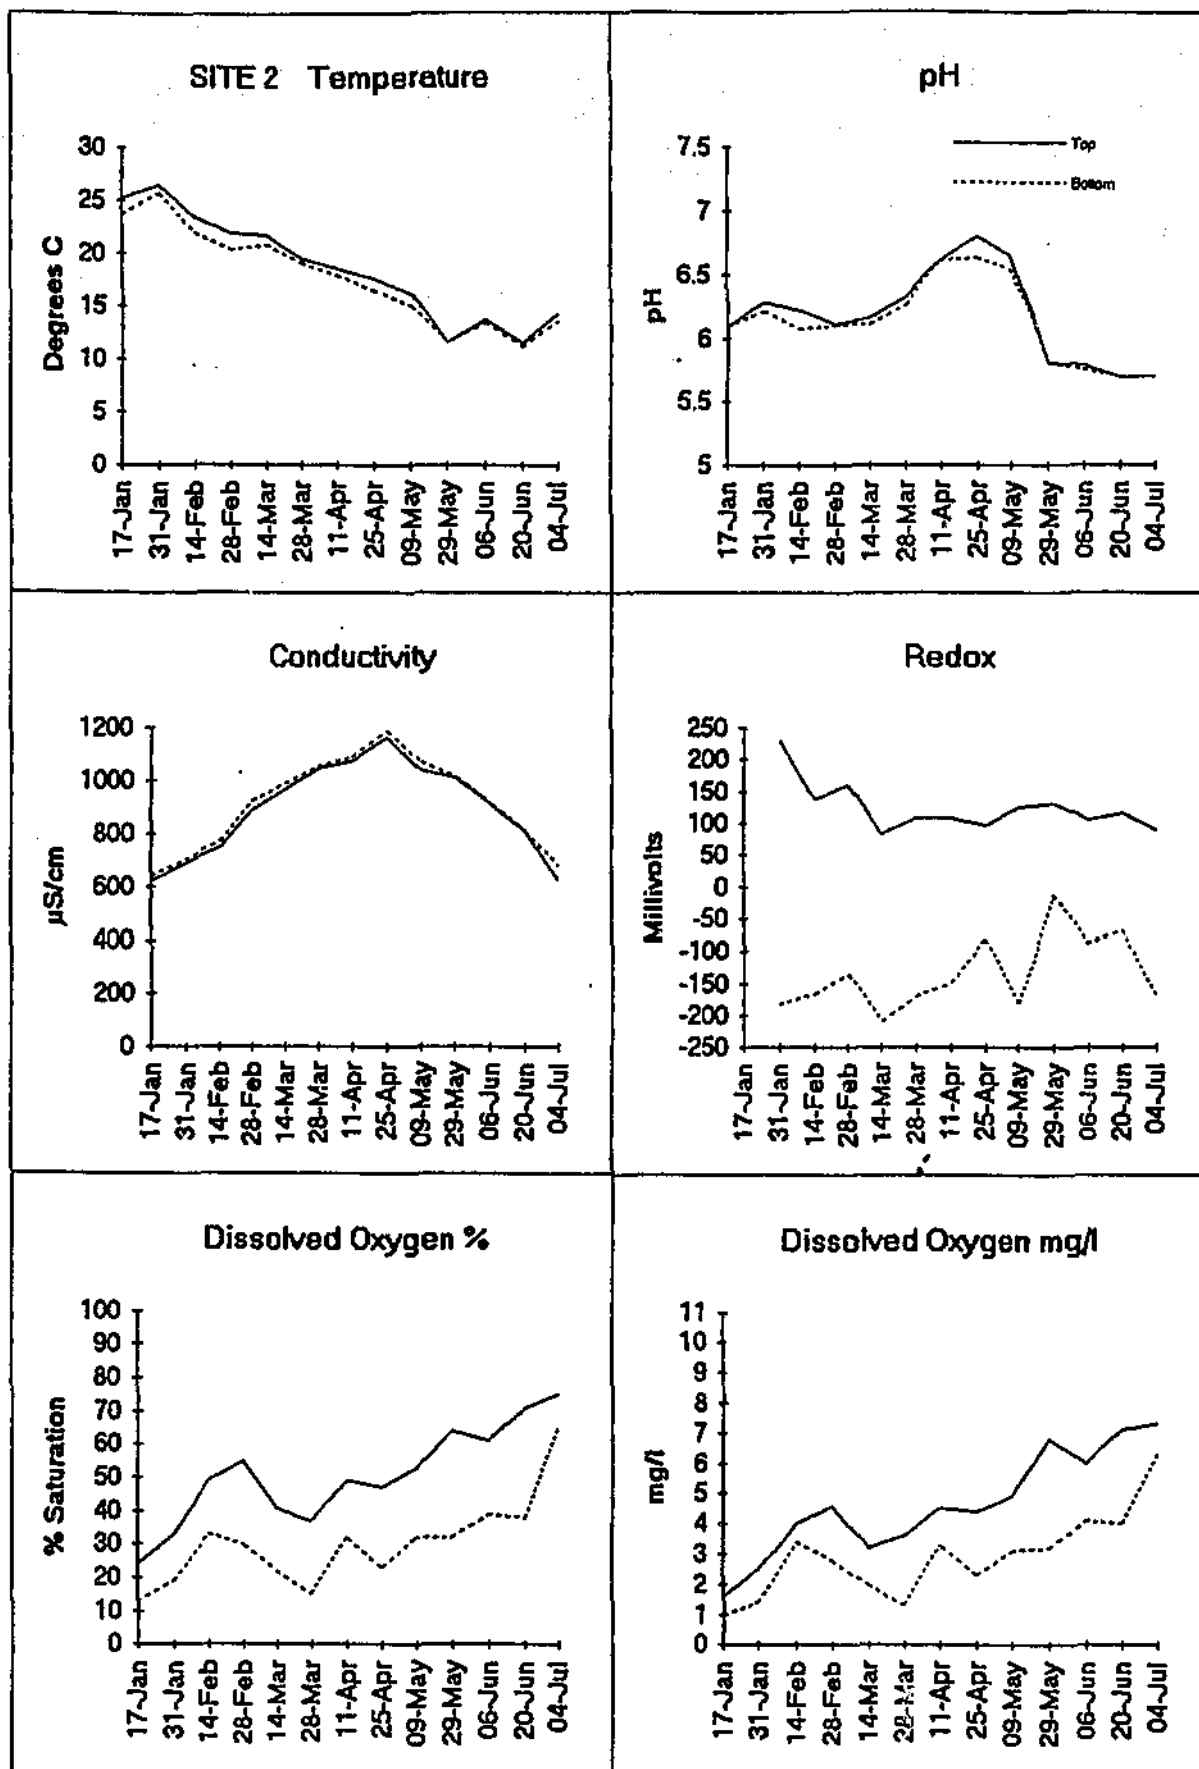 SITE 2 Temperature
Degrees C
30
25
20
15
10
5
0
17-Jan
31-Jan
14-Feb
28-Feb
14-Mar
28-Mar
11-Apr
25-Apr
09-May
29-May
06-Jun
20-Jun
04-Jul
pH
Top
Bottom
pH
7.5
7
6.5
6
5.5
5
17-Jan
31-Jan
14-Feb
28-Feb
14-Mar
28-Mar
11-Apr
25-Apr
09-May
29-May
06-Jun
20-Jun
04-Jul
Conductivity
µS/cm
1200
1000
800
600
400
200
0
17-Jan
31-Jan
14-Feb
28-Feb
14-Mar
28-Mar
11-Apr
25-Apr
09-May
29-May
06-Jun
20-Jun
04-Jul
Redox
Millivolts
250
200
150
100
50
0
-50
-100
-150
-200
-250
17-Jan
31-Jan
14-Feb
28-Feb
14-Mar
28-Mar
11-Apr
25-Apr
09-May
29-May
06-Jun
20-Jun
04-Jul
Dissolved Oxygen %
% Saturation
100
90
80
70
60
50
40
30
20
10
0
17-Jan
31-Jan
14-Feb
28-Feb
14-Mar
28-Mar
11-Apr
25-Apr
09-May
29-May
06-Jun
20-Jun
04-Jul
Dissolved Oxygen mg/l
mg/l
11
10
9
8
7
6
5
4
3
2
1
0
17-Jan
31-Jan
14-Feb
28-Feb
14-Mar
28-Mar
11-Apr
25-Apr
09-May
29-May
06-Jun
20-Jun
04-Jul